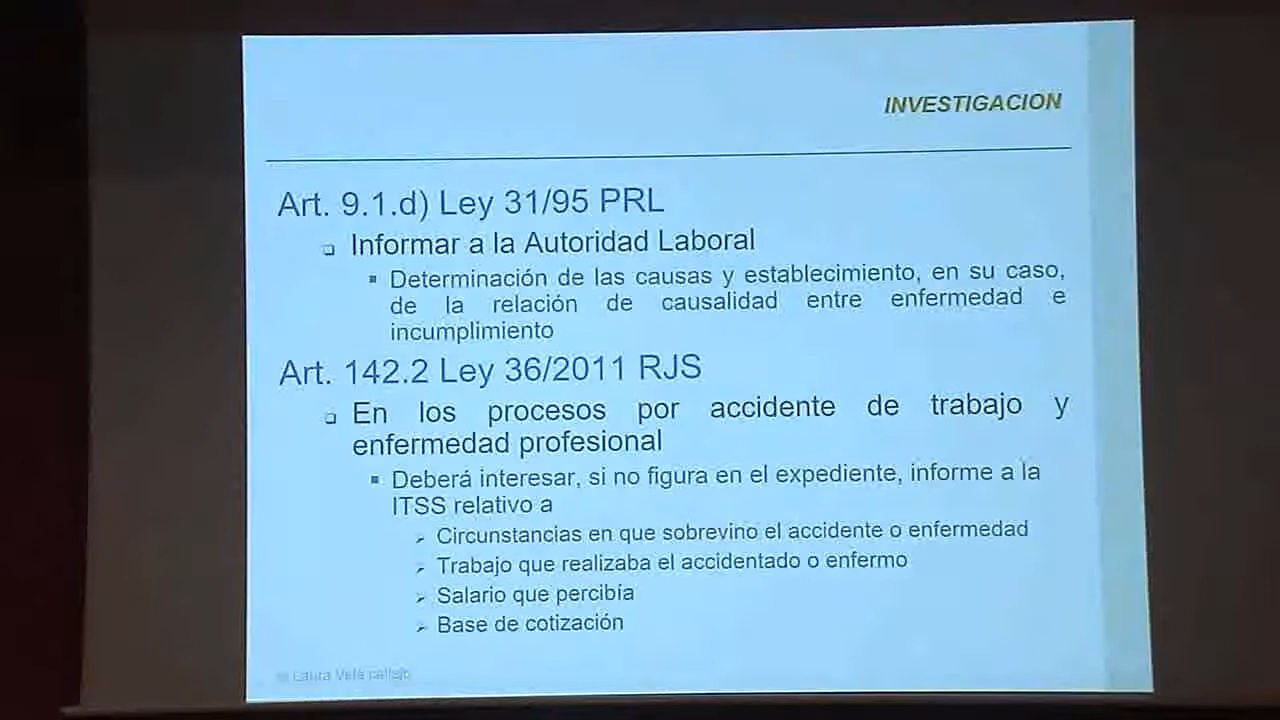 INVESTIGACION
Art. 9.1.d) Ley 31/95 PRL
Informar a la Autoridad Laboral
Determinación de las causas y establecimiento, en su caso,
de la relación de causalidad entre enfermedad e
incumplimiento
Art. 142.2 Ley 36/2011 RJS
En los procesos por accidente de trabajo y
enfermedad profesional
Deberá interesar, si no figura en el expediente, informe a la
ITSS relativo a
Circunstancias en que sobrevino el accidente o enfermedad
Trabajo que realizaba el accidentado o enfermo
Salario que percibía
Base de cotización
Laura Vela